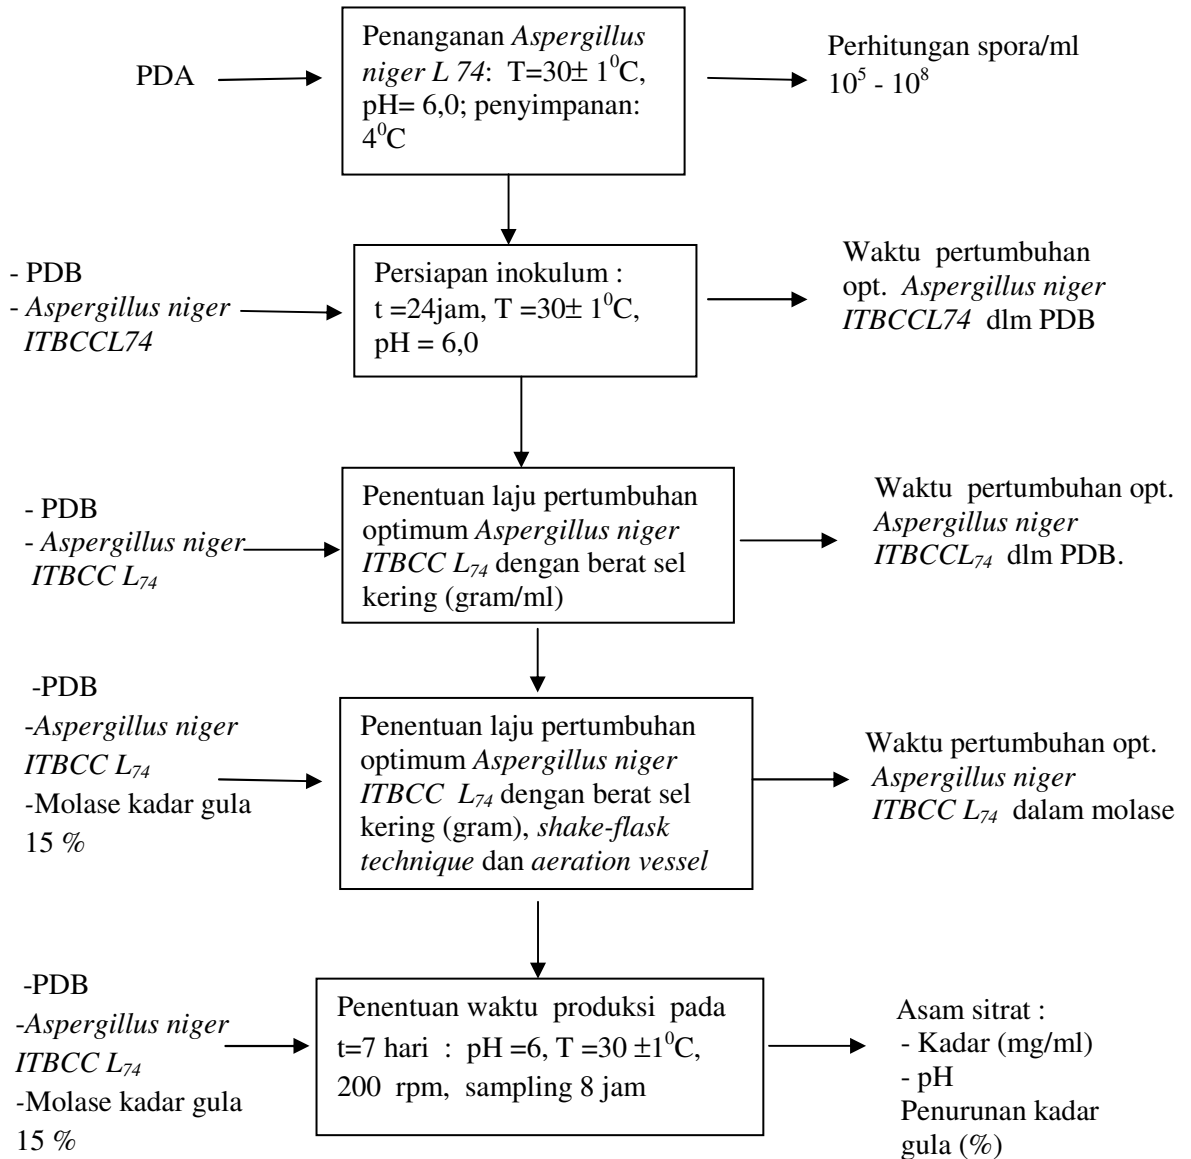 PDA
Penanganan Aspergillus
niger L 74: T=30± 1⁰C,
pH= 6,0; penyimpanan:
4⁰C
Perhitungan spora/ml
10⁵ - 10⁸
- PDB
- Aspergillus niger
ITBCCL74
Persiapan inokulum :
t =24jam, T =30± 1⁰C,
pH = 6,0
Waktu pertumbuhan
opt. Aspergillus niger
ITBCCL74 dlm PDB
- PDB
- Aspergillus niger
ITBCC L₇₄
Penentuan laju pertumbuhan
optimum Aspergillus niger
ITBCC L₇₄ dengan berat sel
kering (gram/ml)
Waktu pertumbuhan opt.
Aspergillus niger
ITBCCL₇₄ dlm PDB.
-PDB
-Aspergillus niger
ITBCC L₇₄
-Molase kadar gula
15 %
Penentuan laju pertumbuhan
optimum Aspergillus niger
ITBCC L₇₄ dengan berat sel
kering (gram), shake-flask
technique dan aeration vessel
Waktu pertumbuhan opt.
Aspergillus niger
ITBCC L₇₄ dalam molase
-PDB
-Aspergillus niger
ITBCC L₇₄
-Molase kadar gula
15 %
Penentuan waktu produksi pada
t=7 hari : pH =6, T =30 ±1⁰C,
200 rpm, sampling 8 jam
Asam sitrat :
- Kadar (mg/ml)
- pH
Penurunan kadar
gula (%)